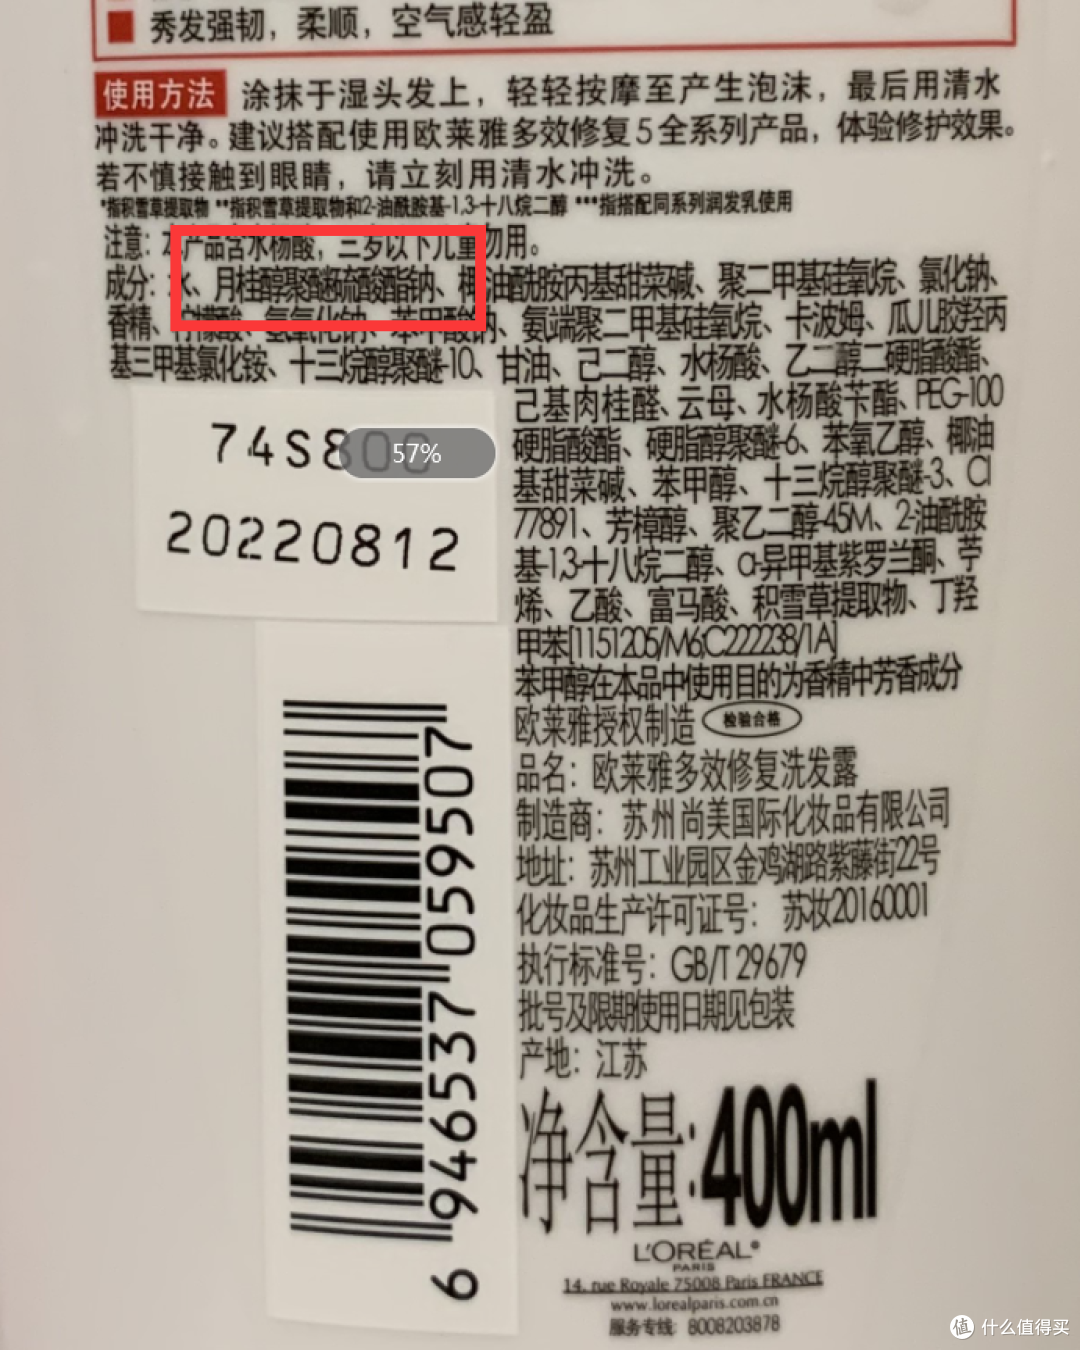 秀发强韧，柔顺，空气感轻盈
使用方法 涂抹于湿头发上，轻轻按摩至产生泡沫，最后用清水
冲洗干净。建议搭配使用欧莱雅多效修复5全系列产品，体验修护效果。
若不慎接触到眼睛，请立刻用清水冲洗。
*指积雪草提取物 **指积雪草提取物和2-油酰胺基-1,3-十八烷二醇 ***指搭配同系列润发乳使用
注意：本产品含水杨酸，三岁以下儿童勿用。
成分：水、月桂醇聚醚硫酸酯钠、椰油酰胺丙基甜菜碱、聚二甲基硅氧烷、氯化钠、
香精、柠檬酸、氢氧化钠、苯甲酸钠、氨端聚二甲基硅氧烷、卡波姆、瓜儿胶羟丙
基三甲基氯化铵、十三烷醇聚醚-10、甘油、己二醇、水杨酸、乙二醇二硬脂酸酯、
己基肉桂醛、云母、水杨酸苄酯、PEG-100
硬脂酸酯、硬脂醇聚醚-6、苯氧乙醇、椰油
基甜菜碱、苯甲醇、十三烷醇聚醚-3、CI
77891、芳樟醇、聚乙二醇-45M、2-油酰胺
基-1,3-十八烷二醇、α-异甲基紫罗兰酮、苧
烯、乙酸、富马酸、积雪草提取物、丁羟
甲苯[1151205/M6;C222238/1A]
苯甲醇在本品中使用目的为香精中芳香成分
欧莱雅授权制造 检验合格
品名：欧莱雅多效修复洗发露
制造商：苏州尚美国际化妆品有限公司
地址：苏州工业园区金鸡湖路紫藤街22号
化妆品生产许可证号：苏妆20160001
执行标准号：GB/T 29679
批号及限期使用日期见包装
产地：江苏
净含量:400ml
L'ORÉAL®
PARIS
14, rue Royale 75008 Paris FRANCE
www.lorealparis.com.cn
服务专线: 8008203878
74S800
57%
20220812
6 946537 059507
值 什么值得买